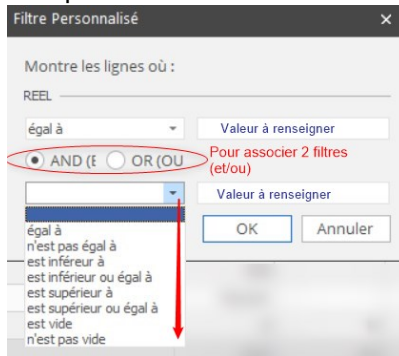 Filtre Personnalisé ×
Montre les lignes où :
REEL
égal à Valeur à renseigner
AND (E OR (OU Pour associer 2 filtres
(et/ou)
Valeur à renseigner
OK Annuler
égal à
n'est pas égal à
est inféreur à
est inférieur ou égal à
est supérieur à
est supérieur ou égal à
est vide
n'est pas vide